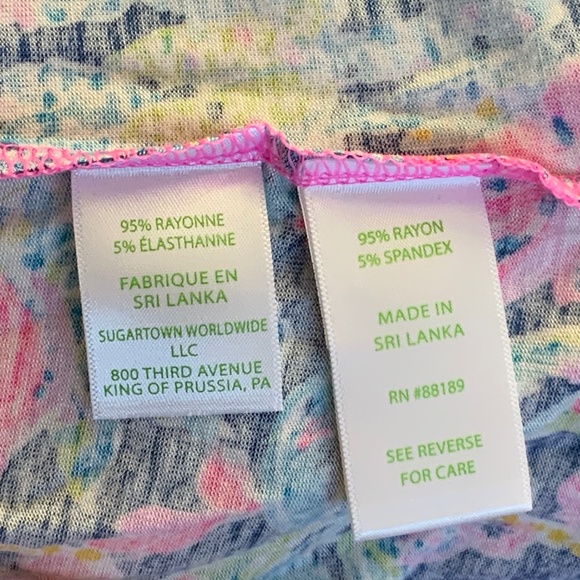 95% RAYONNE
5% ÉLASTHANNE
FABRIQUE EN
SRI LANKA
SUGARTOWN WORLDWIDE
LLC
800 THIRD AVENUE
KING OF PRUSSIA, PA
95% RAYON
5% SPANDEX
MADE IN
SRI LANKA
RN #88189
SEE REVERSE
FOR CARE